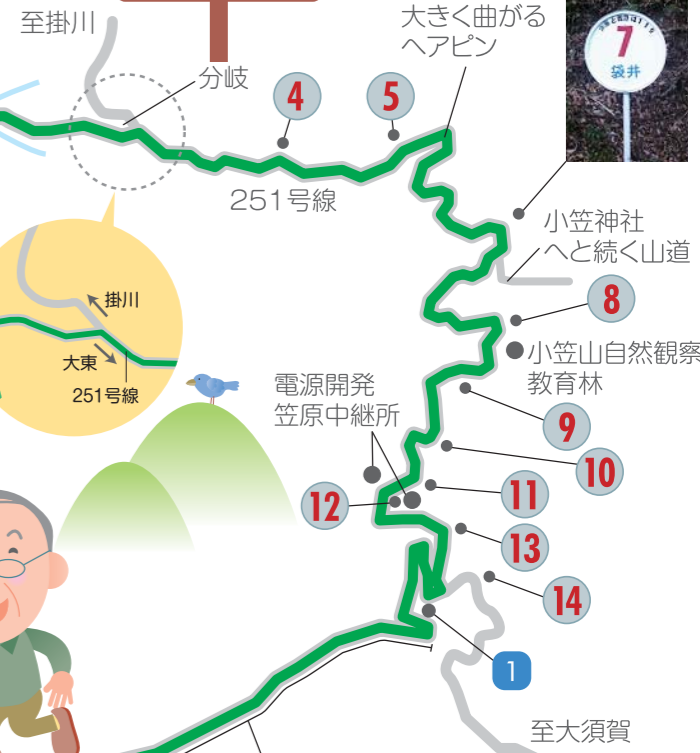 至掛川
分岐
4
5
大きく曲がる
ヘアピン
7
袋井
251号線
小笠神社
へと続く山道
掛川
大東
251号線
8
小笠山自然観察
教育林
電源開発
笠原中継所
9
10
11
12
13
14
1
至大須賀